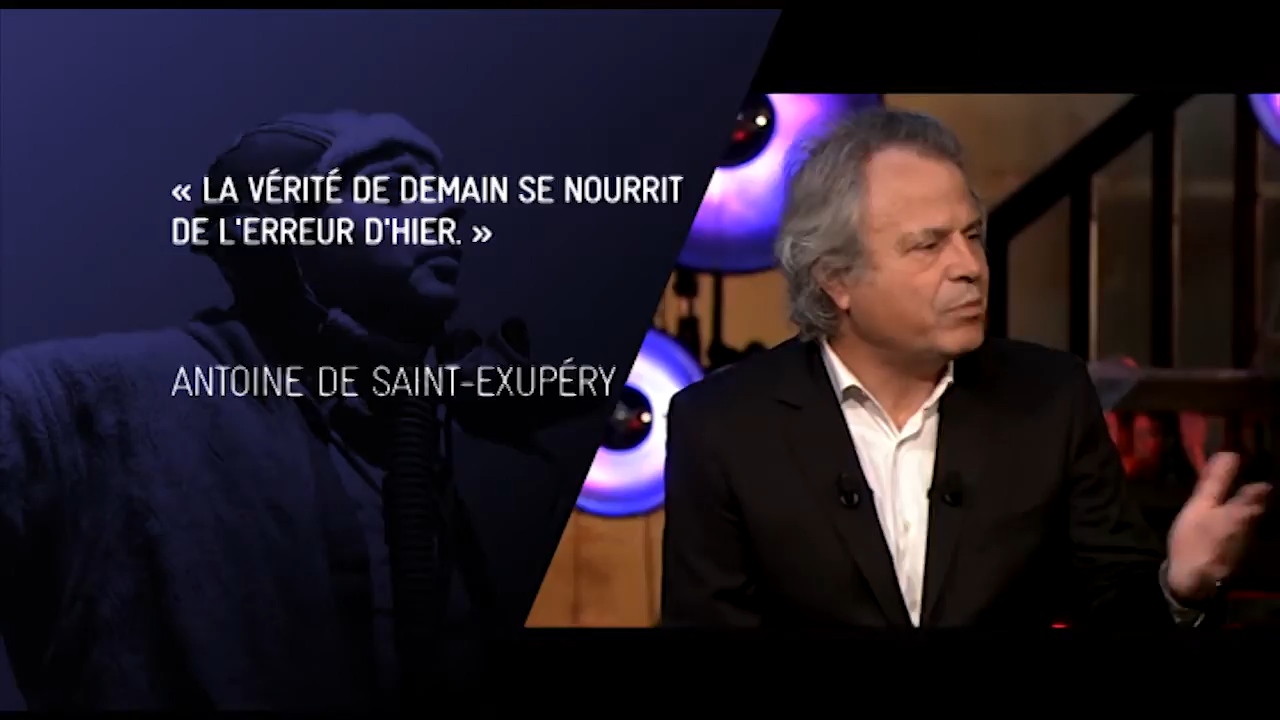 « LA VÉRITÉ DE DEMAIN SE NOURRIT
DE L'ERREUR D'HIER. »
ANTOINE DE SAINT-EXUPÉRY